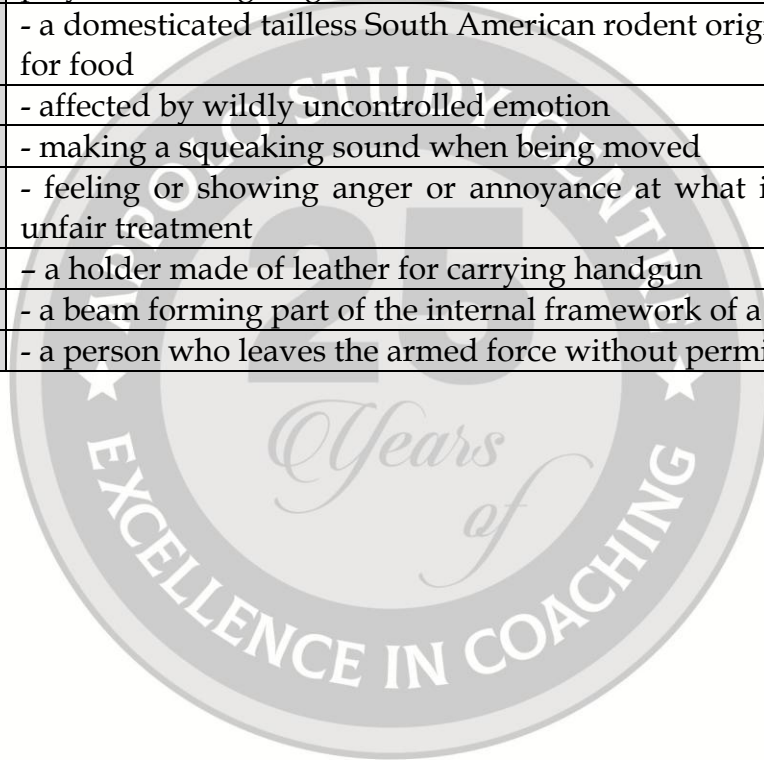 - a domesticated tailless South American rodent orig
for food
- affected by wildly uncontrolled emotion
- making a squeaking sound when being moved
- feeling or showing anger or annoyance at what i
unfair treatment
– a holder made of leather for carrying handgun
- a beam forming part of the internal framework of a
- a person who leaves the armed force without permi
APPOLO STUDY CENTRE
25
Years
of
EXCELLENCE IN COACHING